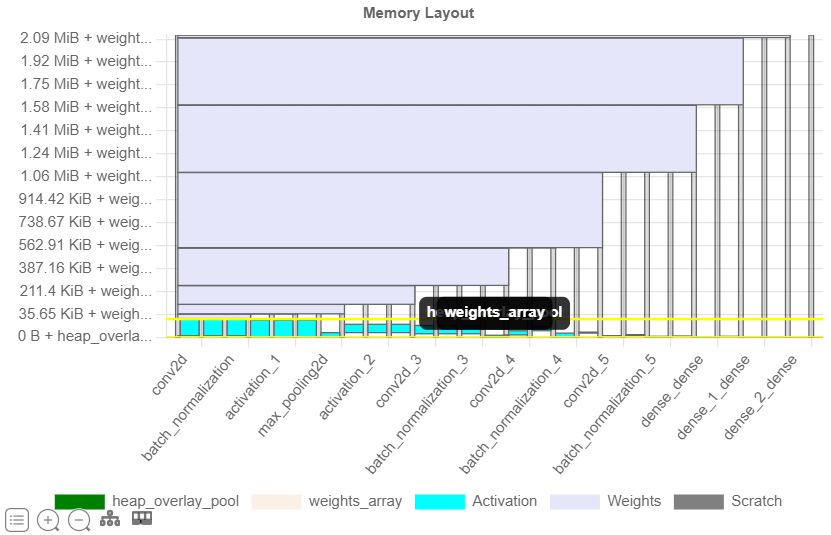 Memory Layout
2.09 MiB + weight...
1.92 MiB + weight...
1.75 MiB + weight...
1.58 MiB + weight...
1.41 MiB + weight...
1.24 MiB + weight...
1.06 MiB + weight...
914.42 KiB + weig...
738.67 KiB + weig...
562.91 KiB + weig...
387.16 KiB + weig...
211.4 KiB + weigh...
35.65 KiB + weigh...
0 B + heap_overla...
weights_array
conv2d
batch_normalization
activation_1
max_pooling2d
activation_2
conv2d_3
batch_normalization_3
conv2d_4
batch_normalization_4
conv2d_5
batch_normalization_5
dense_dense
dense_1_dense
dense_2_dense
heap_overlay_pool
weights_array
Activation
Weights
Scratch